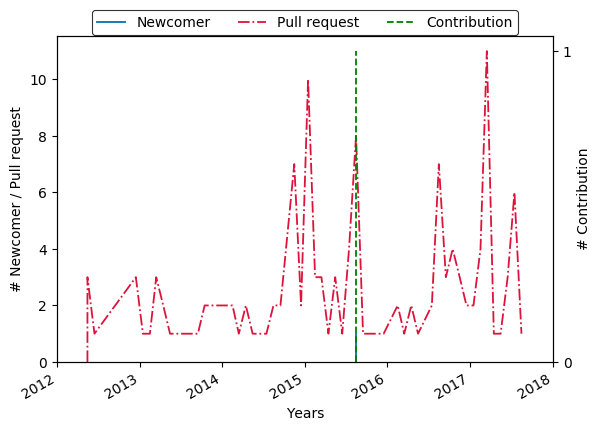 Newcomer Pull request Contribution
# Newcomer / Pull request
10
8
6
4
2
0
1
0
# Contribution
2012 2013 2014 2015 2016 2017 2018
Years